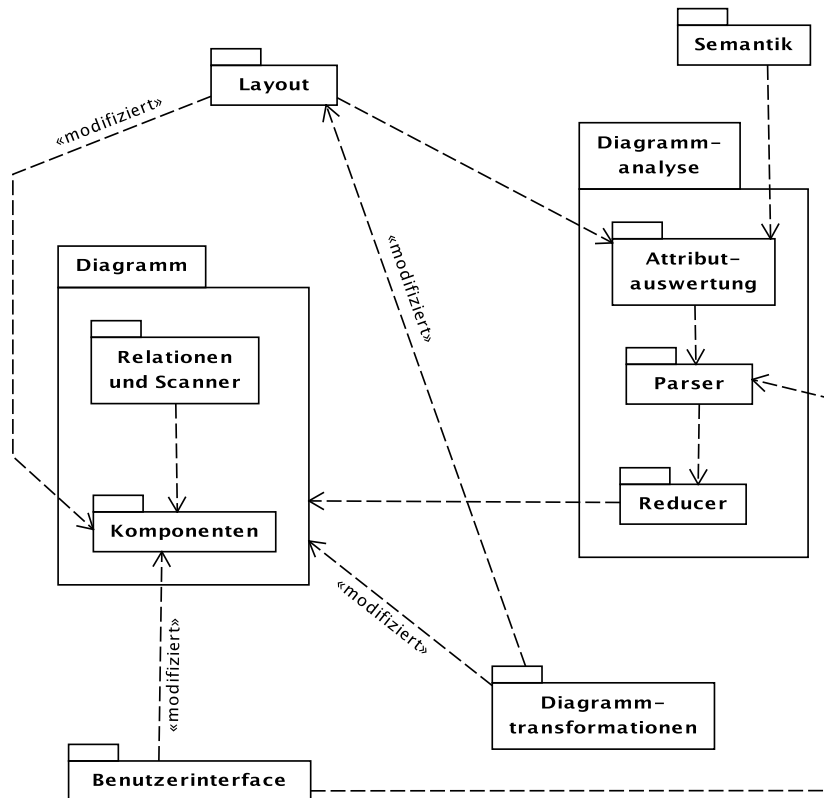 Semantik
Layout
«modifiziert»
Diagramm-
analyse
«modifiziert»
Attribut-
auswertung
Diagramm
Relationen
und Scanner
Parser
Komponenten
Reducer
«modifiziert»
«modifiziert»
Diagramm-
transformationen
Benutzerinterface